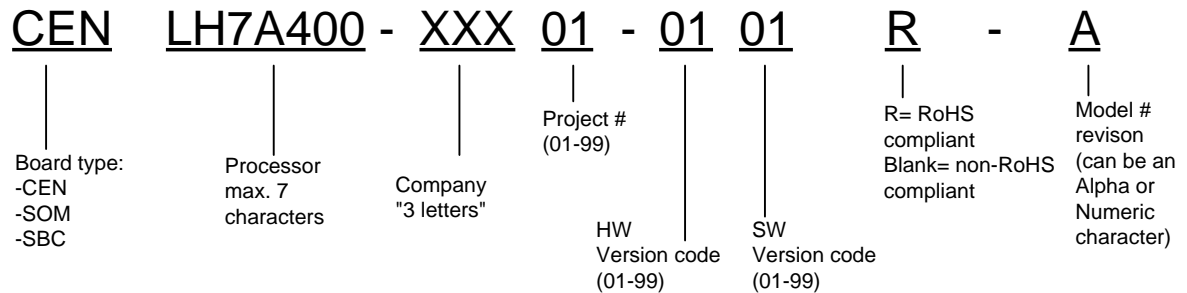 CEN LH7A400 - XXX 01 - 01 01 R - A
Board type:
-CEN
-SOM
-SBC
Processor
max. 7
characters
Company
"3 letters"
Project #
(01-99)
HW
Version code
(01-99)
SW
Version code
(01-99)
R= RoHS
compliant
Blank= non-RoHS
compliant
Model #
revison
(can be an
Alpha or
Numeric
character)